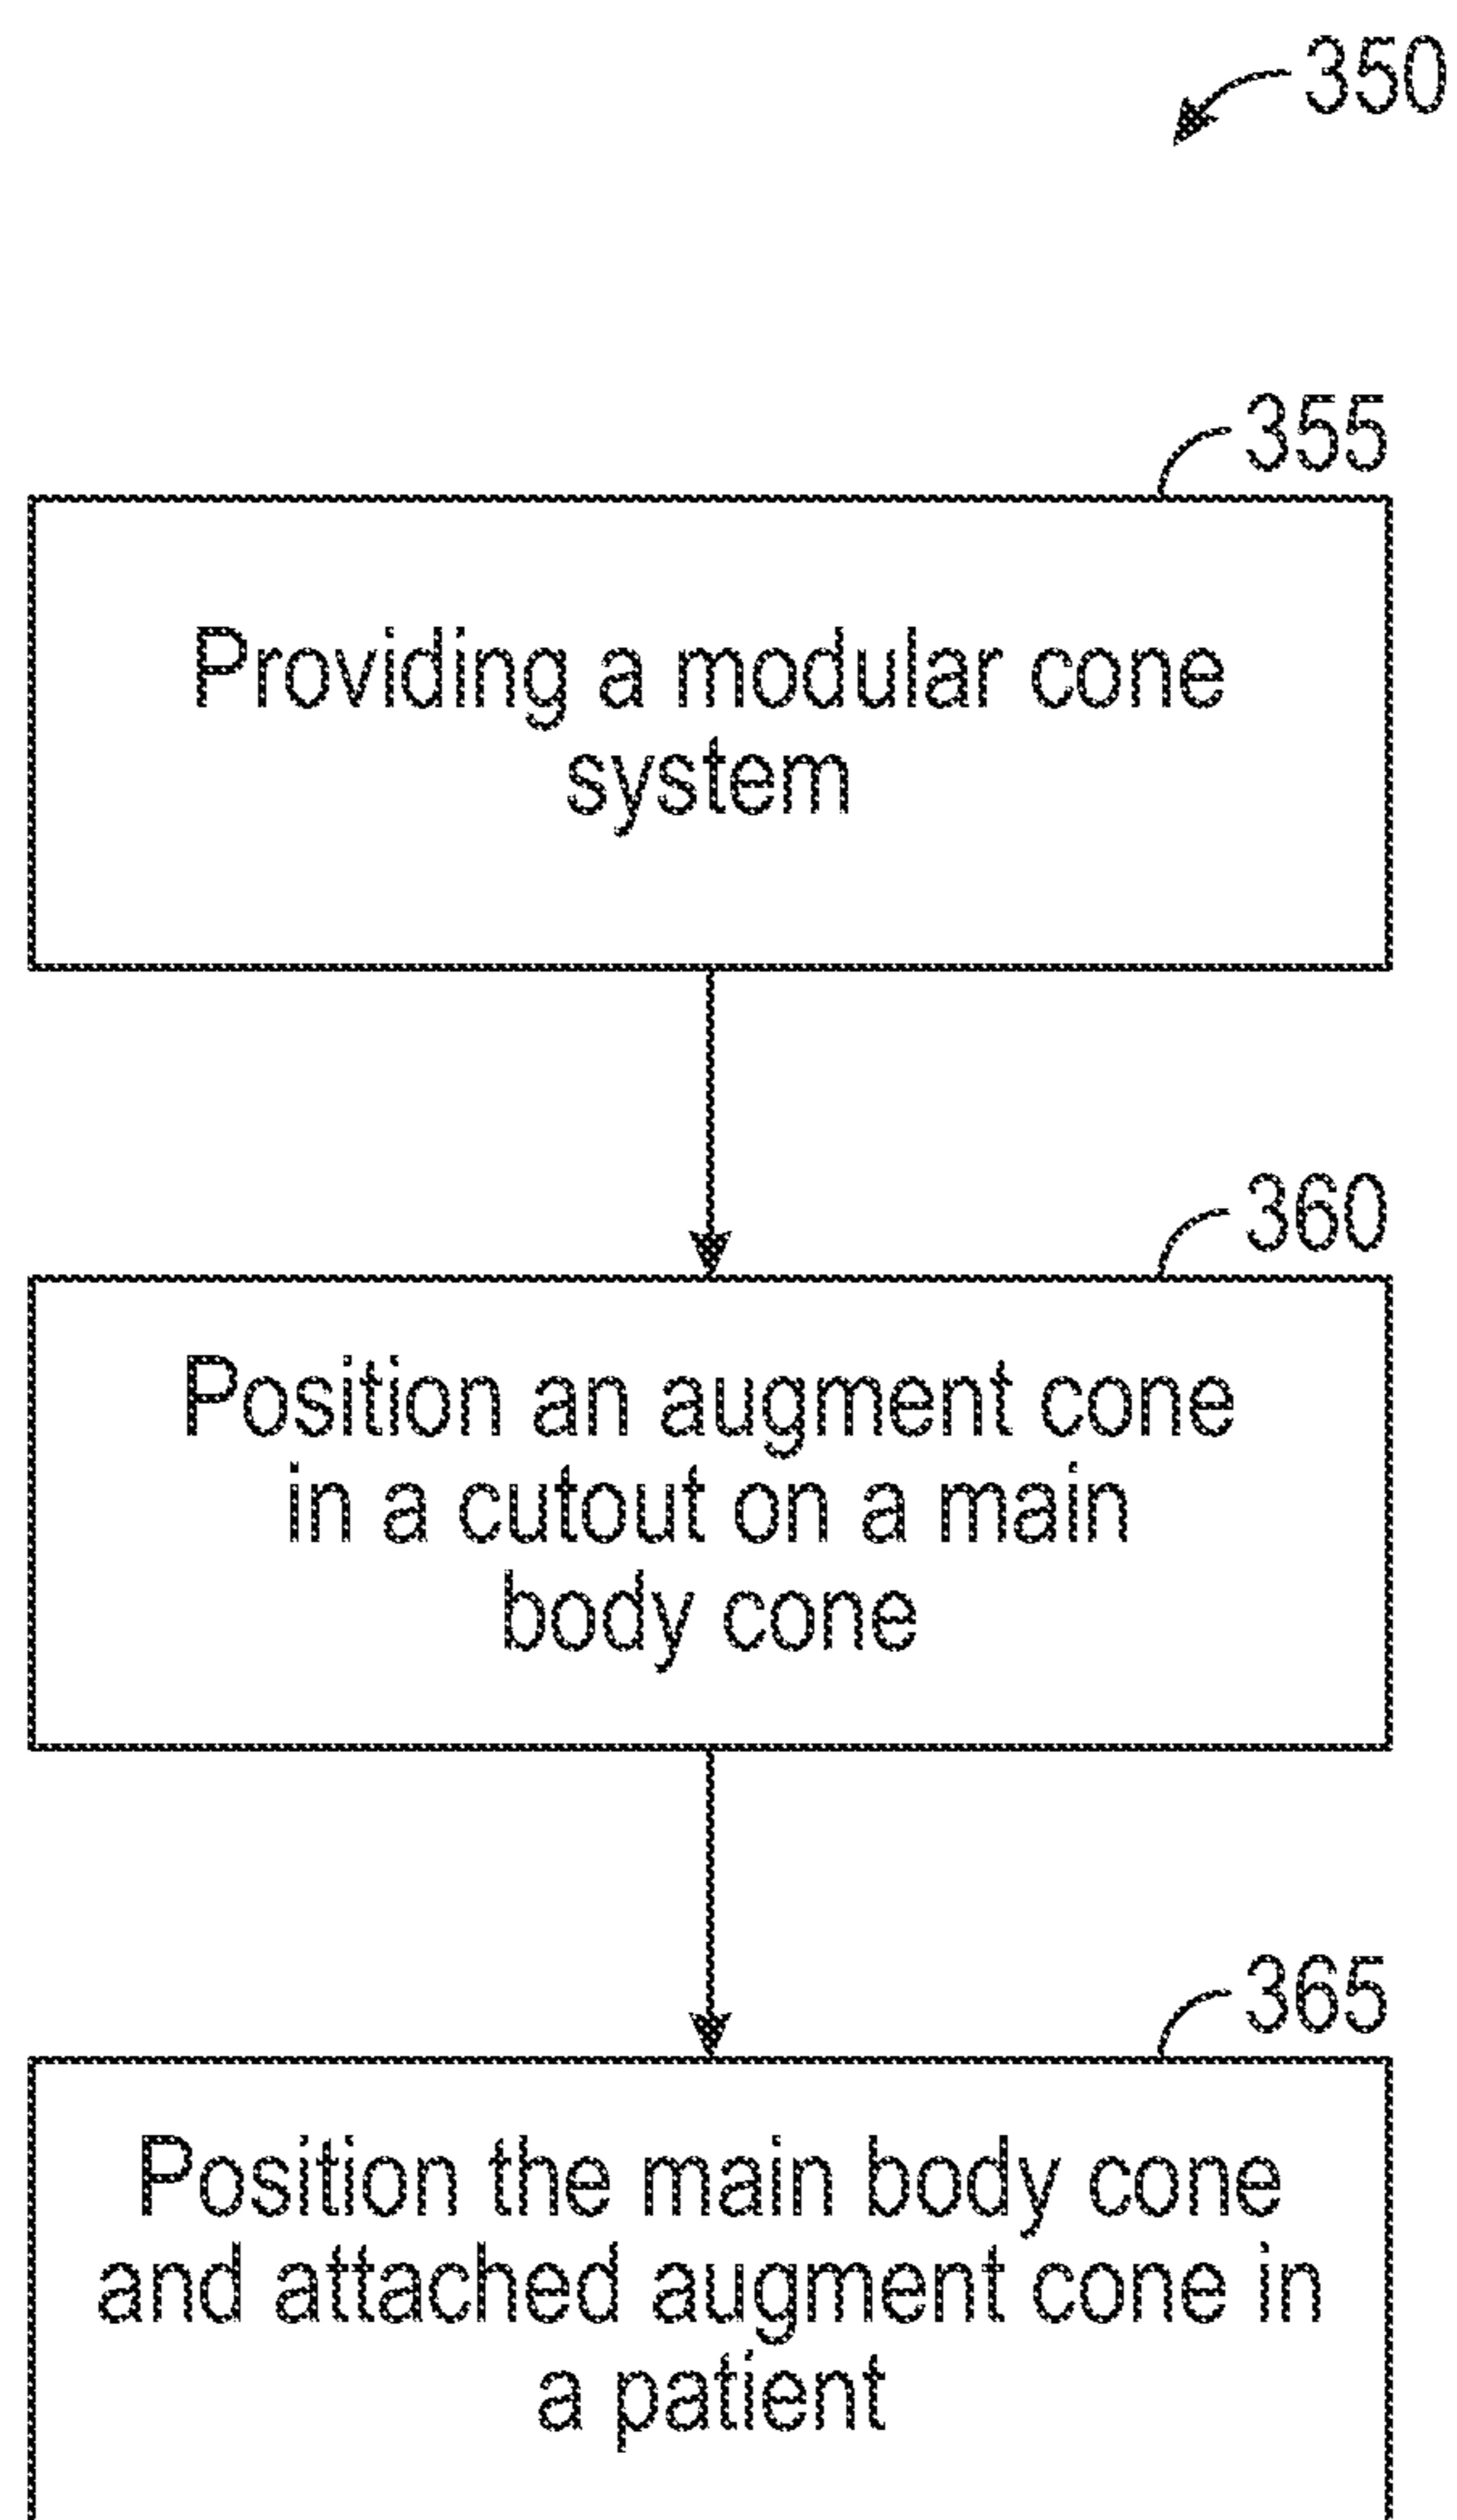 350
355
Providing a modular cone
system
360
Position an augment cone
in a cutout on a main
body cone
365
Position the main body cone
and attached augment cone in
a patient